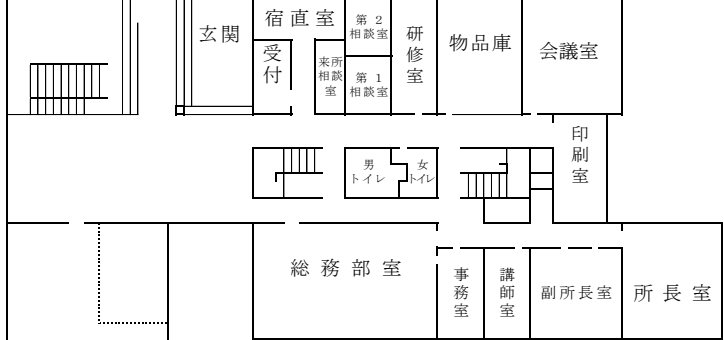 玄関
宿直室
受付
来所相談室
第2相談室
第1相談室
研修室
物品庫
会議室
印刷室
男トイレ
女トイレ
総務部室
事務室
講師室
副所長室
所長室